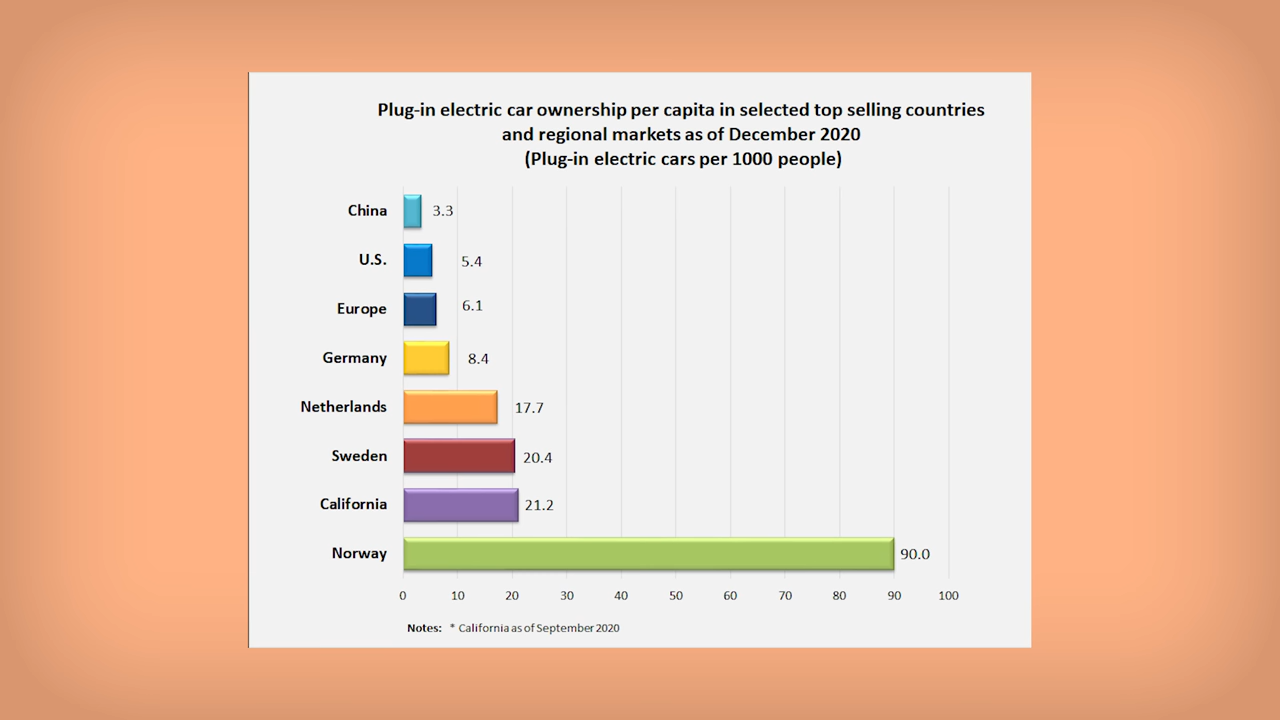 Plug-in electric car ownership per capita in selected top selling countries
and regional markets as of December 2020
(Plug-in electric cars per 1000 people)
China 3.3
U.S. 5.4
Europe 6.1
Germany 8.4
Netherlands 17.7
Sweden 20.4
California 21.2
Norway 90.0
0 10 20 30 40 50 60 70 80 90 100
Notes: * California as of September 2020